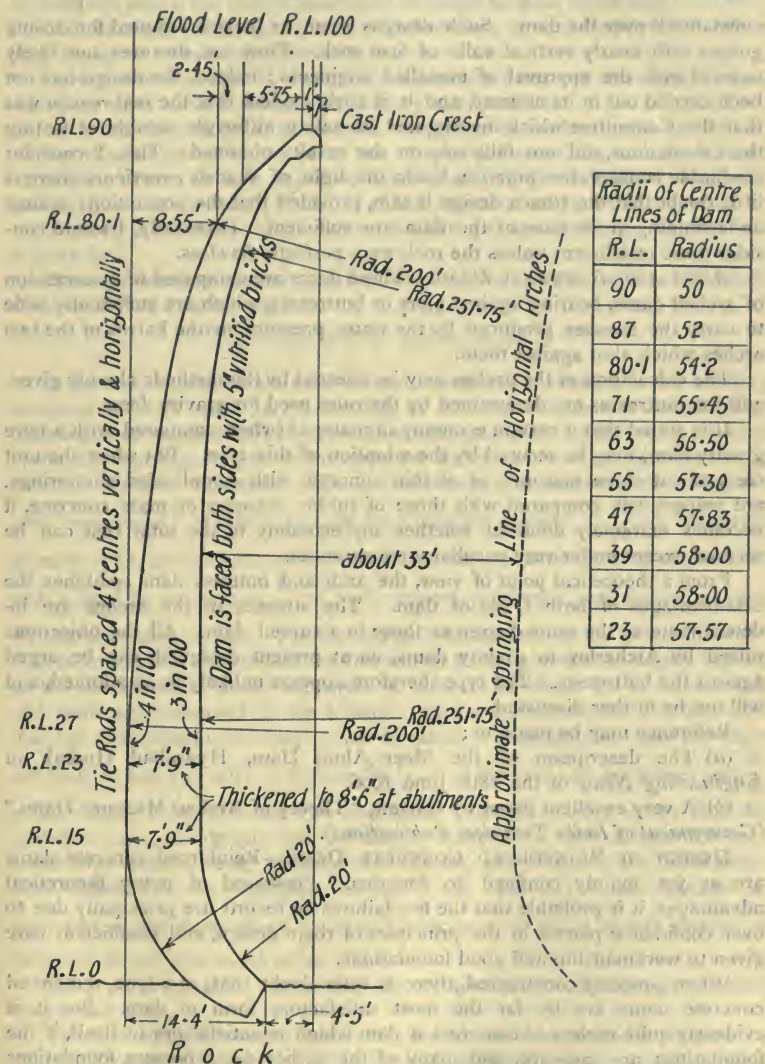 Flood Level R.L.100
2·45'
5·75'
1'
R.L.90
Cast Iron Crest
R.L.80·1
8·55
Rad.200'
Rad.251·75'
Tie Rods spaced 4' centres vertically & horizontally
Dam is faced both sides with 5" vitrified bricks
Approximate Springing Line of Horizontal Arches
about 33'
4 in 100
3 in 100
R.L.27
Rad.251·75'
Rad.200'
R.L.23
7'9"
Thickened to 8'6" at abutments
R.L.15
7'9"
Rad 20'
Rad.20'
R.L.0
14·4'
4·5'
Rock
Radii of Centre
Lines of Dam
R.L. Radius
90 50
87 52
80·1 54·2
71 55·45
63 56·50
55 57·30
47 57·83
39 58·00
31 58·00
23 57·57